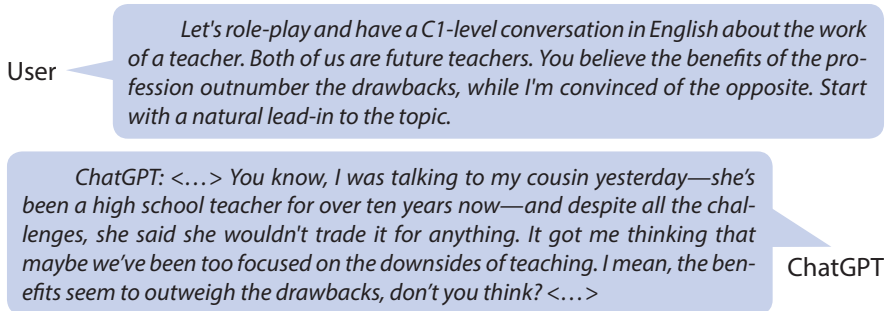 Let's role-play and have a C1-level conversation in English about the work
of a teacher. Both of us are future teachers. You believe the benefits of the pro-
fession outnumber the drawbacks, while I'm convinced of the opposite. Start
with a natural lead-in to the topic.
User
ChatGPT: <…> You know, I was talking to my cousin yesterday—she’s
been a high school teacher for over ten years now—and despite all the chal-
lenges, she said she wouldn't trade it for anything. It got me thinking that
maybe we’ve been too focused on the downsides of teaching. I mean, the ben-
efits seem to outweigh the drawbacks, don’t you think? <…>
ChatGPT